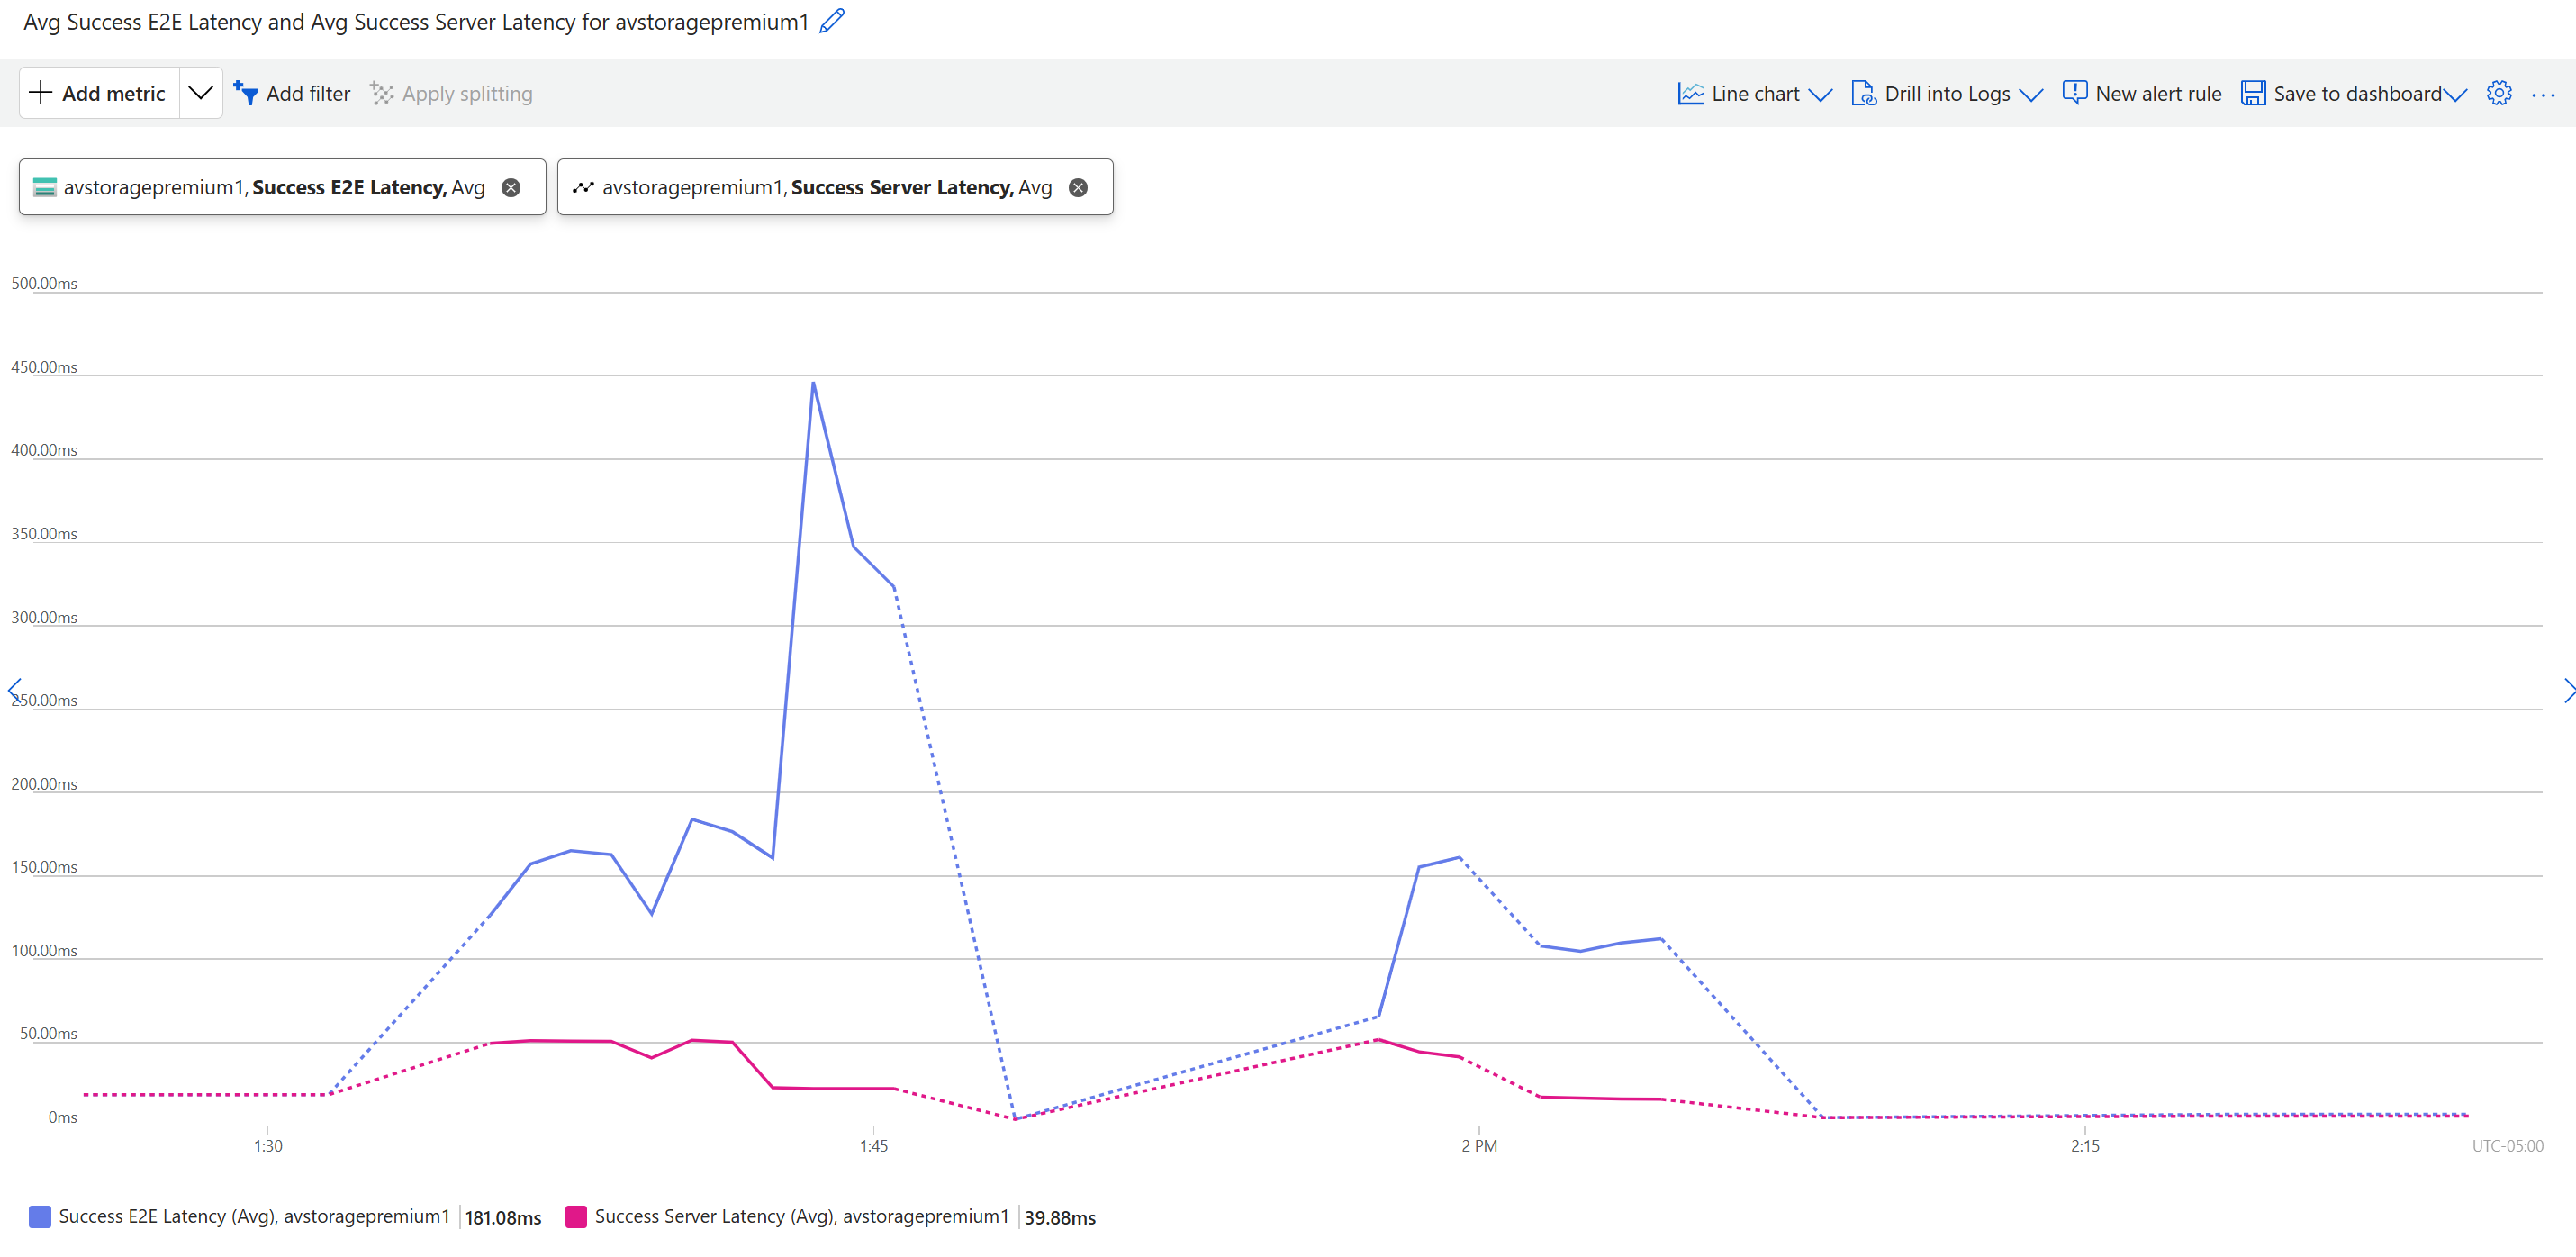 Avg Success E2E Latency and Avg Success Server Latency for avstoragepremium1
Add metric Add filter Apply splitting Line chart Drill into Logs New alert rule Save to dashboard
avstoragepremium1, Success E2E Latency, Avg avstoragepremium1, Success Server Latency, Avg
500.00ms
450.00ms
400.00ms
350.00ms
300.00ms
250.00ms
200.00ms
150.00ms
100.00ms
50.00ms
0ms
1:30 1:45 2 PM 2:15 UTC-05:00
Success E2E Latency (Avg), avstoragepremium1 181.08ms Success Server Latency (Avg), avstoragepremium1 39.88ms